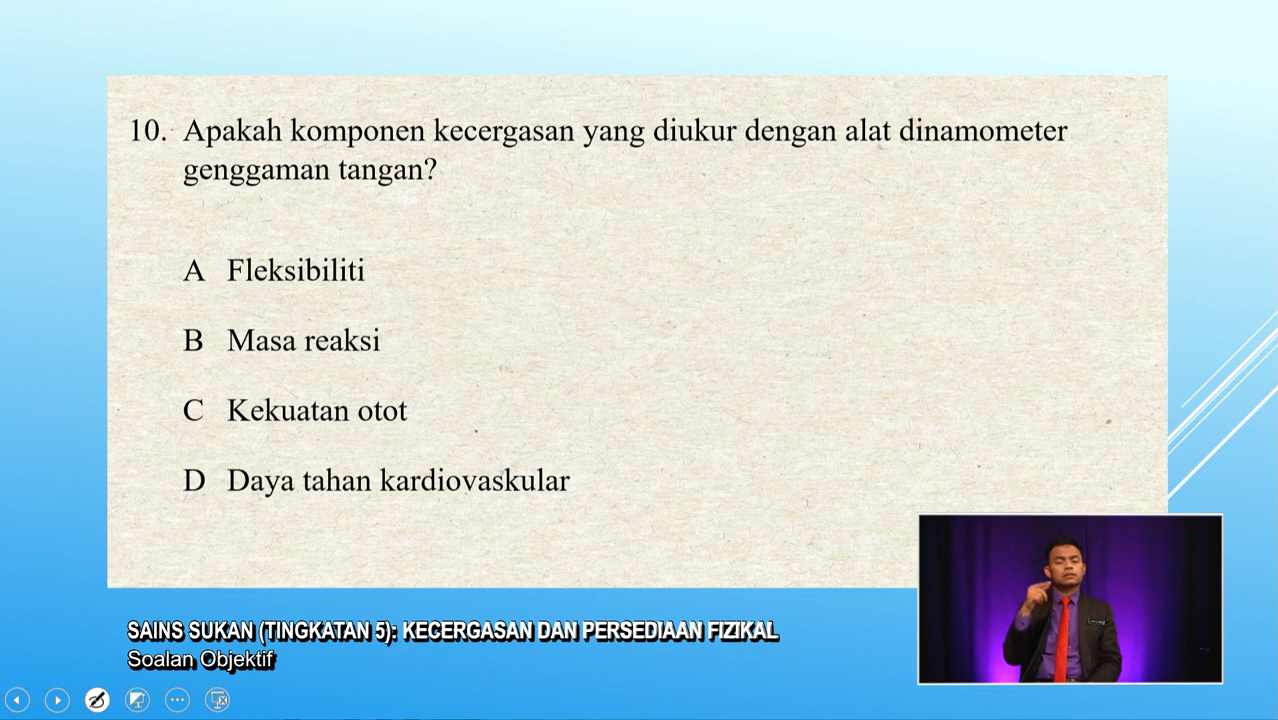 10. Apakah komponen kecergasan yang diukur dengan alat dinamometer
genggaman tangan?
A Fleksibiliti
B Masa reaksi
C Kekuatan otot
D Daya tahan kardiovaskular
SAINS SUKAN (TINGKATAN 5): KECERGASAN DAN PERSEDIAAN FIZIKAL
Soalan Objektif